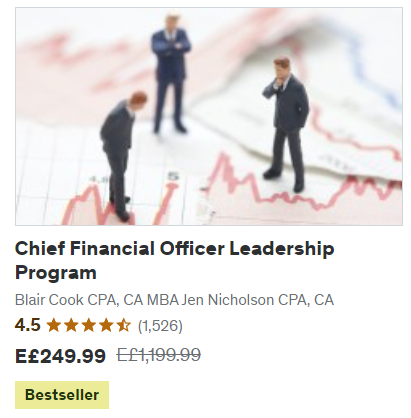 Chief Financial Officer Leadership
Program
Blair Cook CPA, CA MBA Jen Nicholson CPA, CA
4.5 (1,526)
E£249.99 E£1,199.99
Bestseller